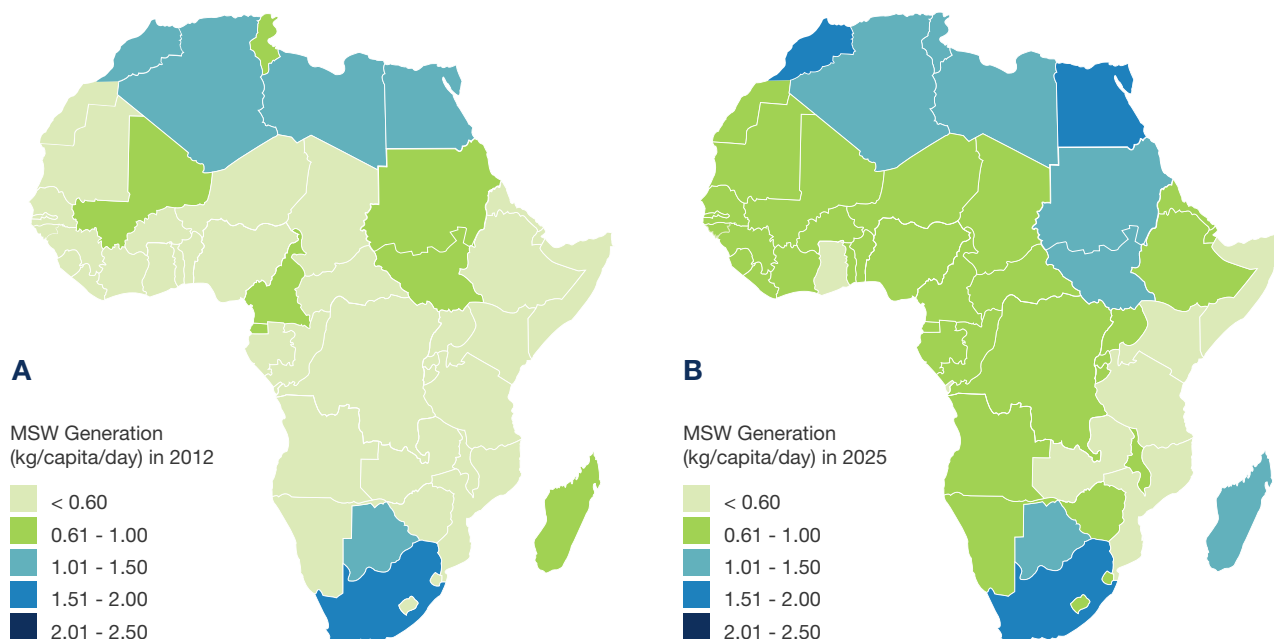 A
MSW Generation
(kg/capita/day) in 2012
< 0.60
0.61 - 1.00
1.01 - 1.50
1.51 - 2.00
2.01 - 2.50
B
MSW Generation
(kg/capita/day) in 2025
< 0.60
0.61 - 1.00
1.01 - 1.50
1.51 - 2.00
2.01 - 2.50